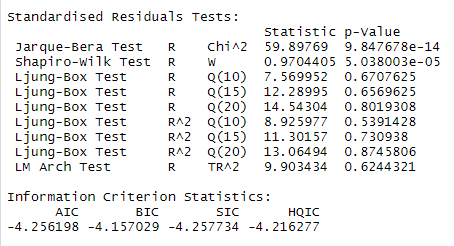 Standardised Residuals Tests:
Statistic p-Value
Jarque-Bera Test R Chi^2 59.89769 9.847678e-14
Shapiro-Wilk Test R W 0.9704405 5.038003e-05
Ljung-Box Test R Q(10) 7.569952 0.6707625
Ljung-Box Test R Q(15) 12.28995 0.6569625
Ljung-Box Test R Q(20) 14.54304 0.8019308
Ljung-Box Test R^2 Q(10) 8.925977 0.5391428
Ljung-Box Test R^2 Q(15) 11.30157 0.730938
Ljung-Box Test R^2 Q(20) 13.06494 0.8745806
LM Arch Test R TR^2 9.903434 0.6244321
Information Criterion Statistics:
AIC BIC SIC HQIC
-4.256198 -4.157029 -4.257734 -4.216277